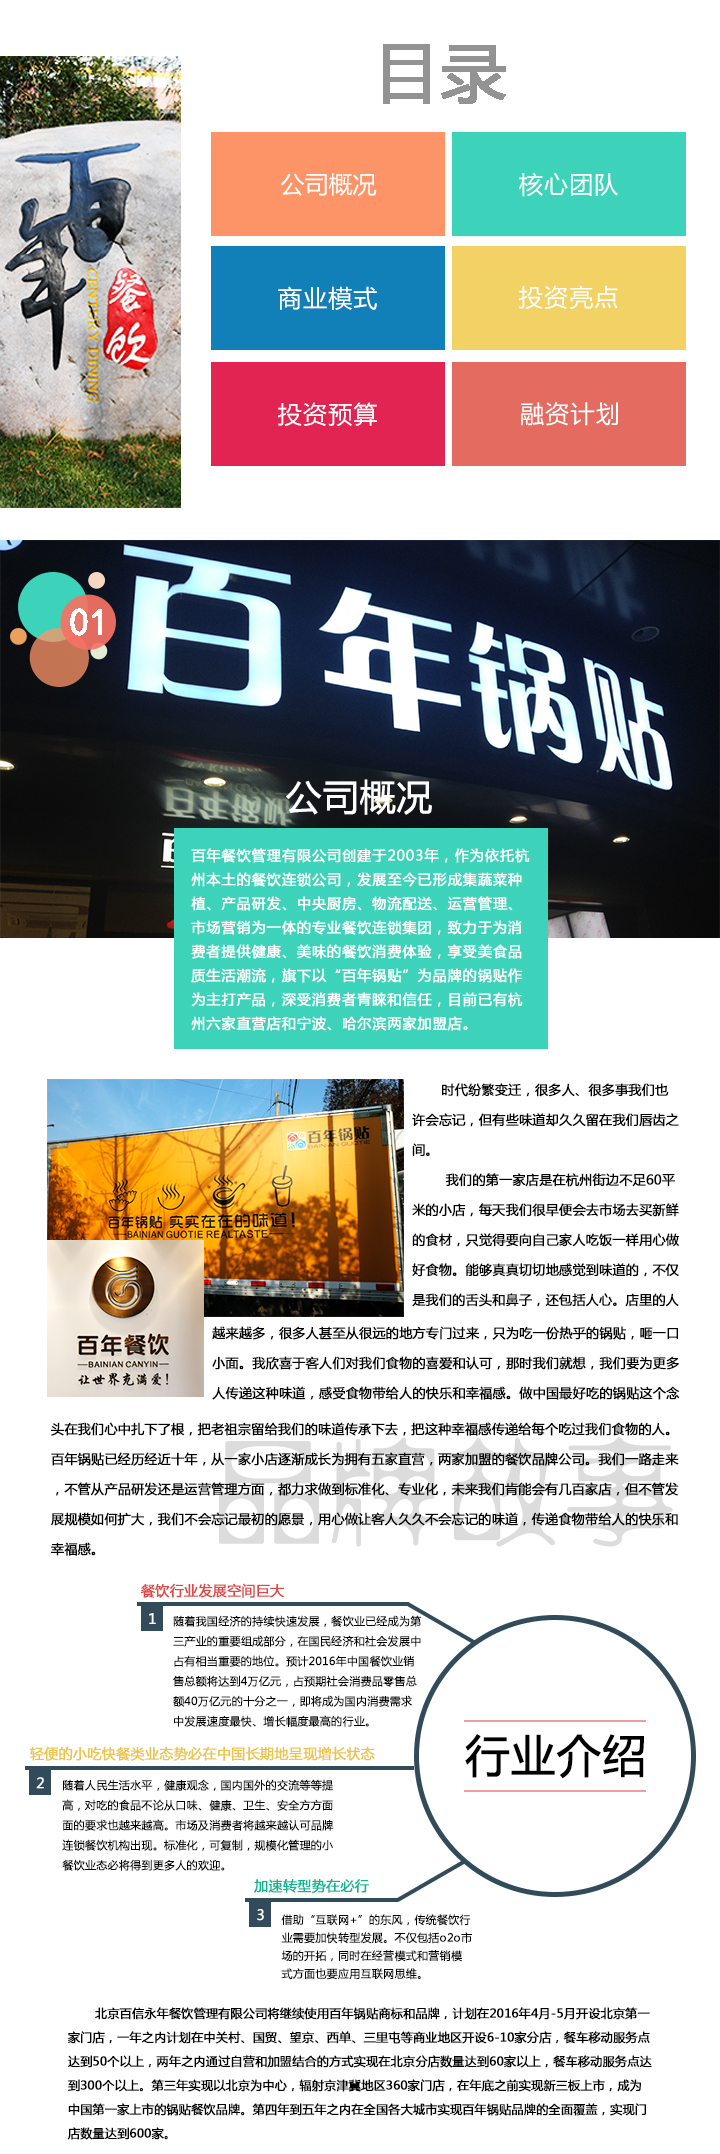 目录
百年
餐饮
CENTURY DINING
公司概况
核心团队
商业模式
投资亮点
投资预算
融资计划
01
百年锅贴
公司概况
百年餐饮管理有限公司创建于2003年，作为依托杭
州本土的餐饮连锁公司，发展至今已形成集蔬菜种
植、产品研发、中央厨房、物流配送、运营管理、
市场营销为一体的专业餐饮连锁集团，致力于为消
费者提供健康、美味的餐饮消费体验，享受美食品
质生活潮流，旗下以“百年锅贴”为品牌的锅贴作
为主打产品，深受消费者青睐和信任，目前已有杭
州六家直营店和宁波、哈尔滨两家加盟店。
百年锅贴
BAINIAN GUOTIE
百年锅贴 实实在在的味道！
BAINIAN GUOTIE REALTASTE
百年餐饮
BAINIAN CANYIN
让世界充满爱！
时代纷繁变迁，很多人、很多事我们也
许会忘记，但有些味道却久久留在我们唇齿之
间。
我们的第一家店是在杭州街边不足60平
米的小店，每天我们很早便会去市场去买新鲜
的食材，只觉得要向自己家人吃饭一样用心做
好食物。能够真真切切地感觉到味道的，不仅
是我们的舌头和鼻子，还包括人心。店里的人
越来越多，很多人甚至从很远的地方专门过来，只为吃一份热乎的锅贴，咂一口
小面。我欣喜于客人们对我们食物的喜爱和认可，那时我们就想，我们要为更多
人传递这种味道，感受食物带给人的快乐和幸福感。做中国最好吃的锅贴这个念
头在我们心中扎下了根，把老祖宗留给我们的味道传承下去，把这种幸福感传递给每个吃过我们食物的人。
百年锅贴已经历经近十年，从一家小店逐渐成长为拥有五家直营，两家加盟的餐饮品牌公司。我们一路走来
，不管从产品研发还是运营管理方面，都力求做到标准化、专业化，未来我们肯能会有几百家店，但不管发
展规模如何扩大，我们不会忘记最初的愿景，用心做让客人久久不会忘记的味道，传递食物带给人的快乐和
幸福感。
品牌故事
餐饮行业发展空间巨大
1
随着我国经济的持续快速发展，餐饮业已经成为第
三产业的重要组成部分，在国民经济和社会发展中
占有相当重要的地位。预计2016年中国餐饮业销
售总额将达到4万亿元，占预期社会消费品零售总
额40万亿元的十分之一，即将成为国内消费需求
中发展速度最快、增长幅度最高的行业。
行业介绍
轻便的小吃快餐类业态势必在中国长期地呈现增长状态
2
随着人民生活水平，健康观念，国内国外的交流等等提
高，对吃的食品不论从口味、健康、卫生、安全方方面
面的要求也越来越高。市场及消费者将越来越认可品牌
连锁餐饮机构出现。标准化，可复制，规模化管理的小
餐饮业态必将得到更多人的欢迎。
加速转型势在必行
3
借助“互联网+”的东风，传统餐饮行
业需要加快转型发展。不仅包括o2o市
场的开拓，同时在经营模式和营销模
式方面也要应用互联网思维。
北京百信永年餐饮管理有限公司将继续使用百年锅贴商标和品牌，计划在2016年4月-5月开设北京第一
家门店，一年之内计划在中关村、国贸、望京、西单、三里屯等商业地区开设6-10家分店，餐车移动服务点
达到50个以上，两年之内通过自营和加盟结合的方式实现在北京分店数量达到60家以上，餐车移动服务点达
到300个以上。第三年实现以北京为中心，辐射京津冀地区360家门店，在年底之前实现新三板上市，成为
中国第一家上市的锅贴餐饮品牌。第四年到五年之内在全国各大城市实现百年锅贴品牌的全面覆盖，实现门
店数量达到600家。